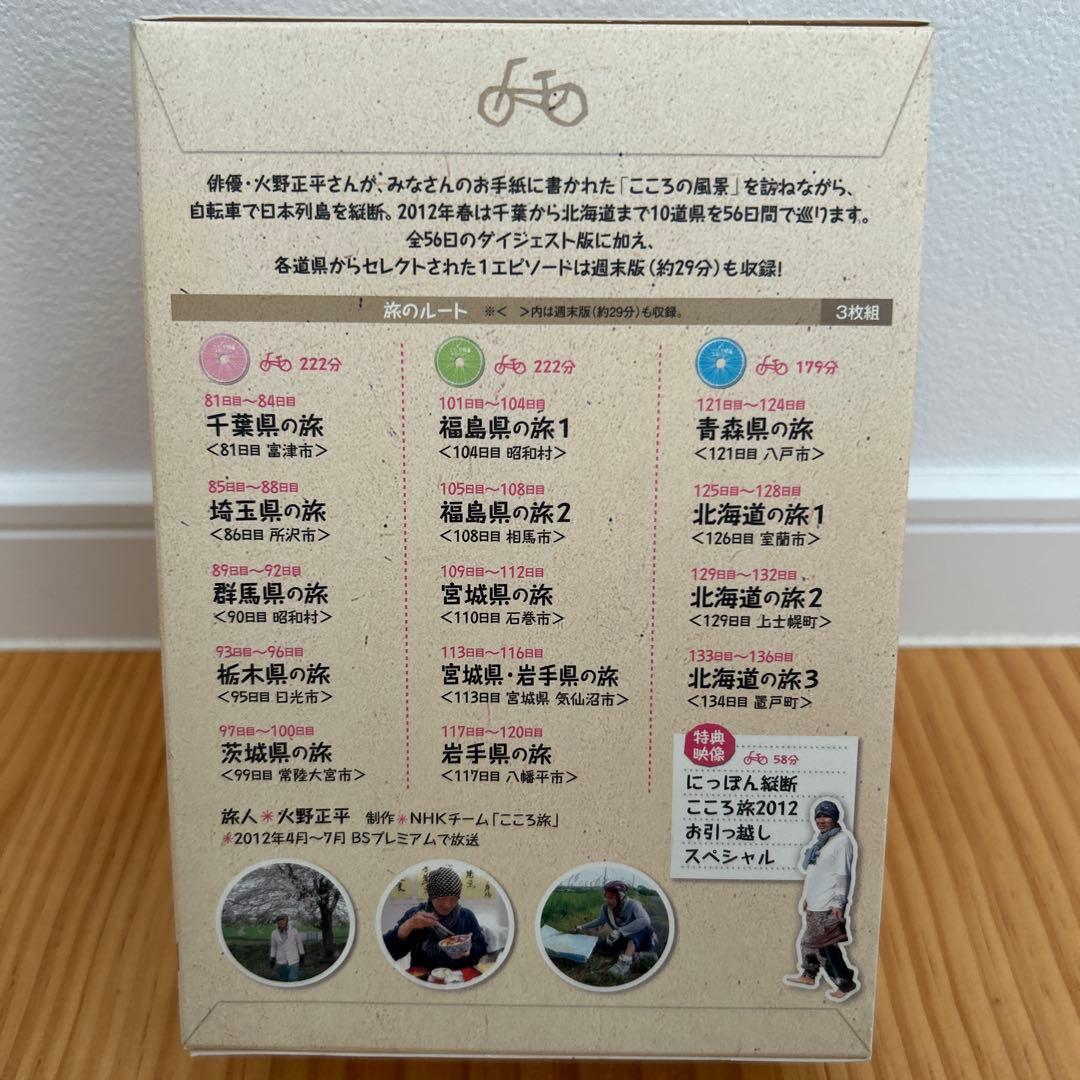 俳優・火野正平さんが、みなさんのお手紙に書かれた「こころの風景」を訪ねながら、
自転車で日本列島を縦断。2012年春は千葉から北海道まで10道県を56日間で巡ります。
全56日のダイジェスト版に加え、
各道県からセレクトされた1エピソードは週末版(約29分)も収録!
旅のルート ※< >内は週末版(約29分)も収録。 3枚組
222分
81日目~84日目
千葉県の旅
<81日目 富津市>
85日目~88日目
埼玉県の旅
<86日目 所沢市>
89日目~92日目
群馬県の旅
<90日目 昭和村>
93日目~96日目
栃木県の旅
<95日目 日光市>
97日目~100日目
茨城県の旅
<99日目 常陸大宮市>
222分
101日目~104日目
福島県の旅1
<104日目 昭和村>
105日目~108日目
福島県の旅2
<108日目 相馬市>
109日目~112日目
宮城県の旅
<110日目 石巻市>
113日目~116日目
宮城県・岩手県の旅
<113日目 宮城県 気仙沼市>
117日目~120日目
岩手県の旅
<117日目 八幡平市>
179分
121日目~124日目
青森県の旅
<121日目 八戸市>
125日目~128日目
北海道の旅1
<126日目 室蘭市>
129日目~132日目
北海道の旅2
<129日目 上士幌町>
133日目~136日目
北海道の旅3
<134日目 置戸町>
特典
映像
58分
にっぽん縦断
こころ旅2012
お引っ越し
スペシャル
旅人*火野正平 制作*NHKチーム「こころ旅」
*2012年4月~7月 BSプレミアムで放送